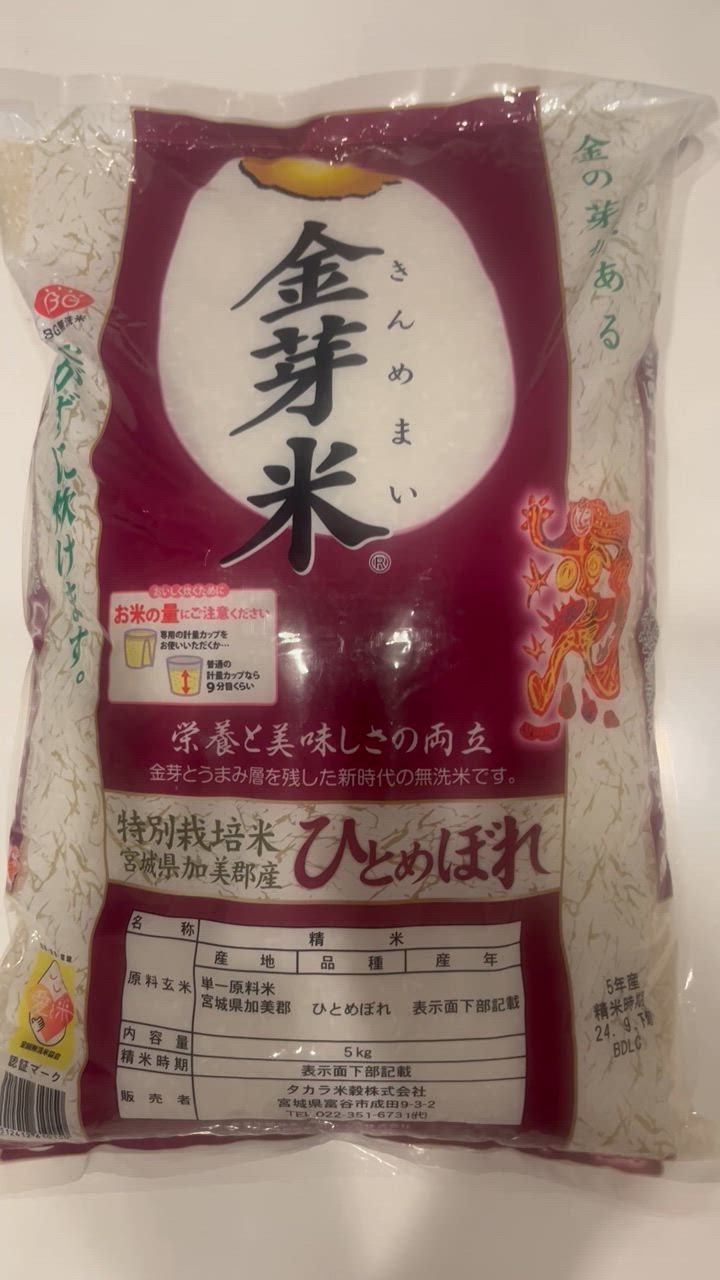 金の芽がある
金芽米
きんめまい
®
BG
BG無洗米
とがずに炊けます。
おいしく炊くために
お米の量にご注意ください
専用の計量カップを
お使いいただくか…
普通の
計量カップなら
9分目くらい
栄養と美味しさの両立
金芽とうまみ層を残した新時代の無洗米です。
特別栽培米
宮城県加美郡産
ひとめぼれ
名称 精米
原料玄米 産地 品種 産年
単一原料米
宮城県加美郡 ひとめぼれ 表示面下部記載
内容量 5kg
精米時期 表示面下部記載
販売者 タカラ米穀株式会社
宮城県富谷市成田9-3-2
TEL.022-351-6731㈹
5年産
精米時期
24. 9.下旬
BDLC
認証マーク